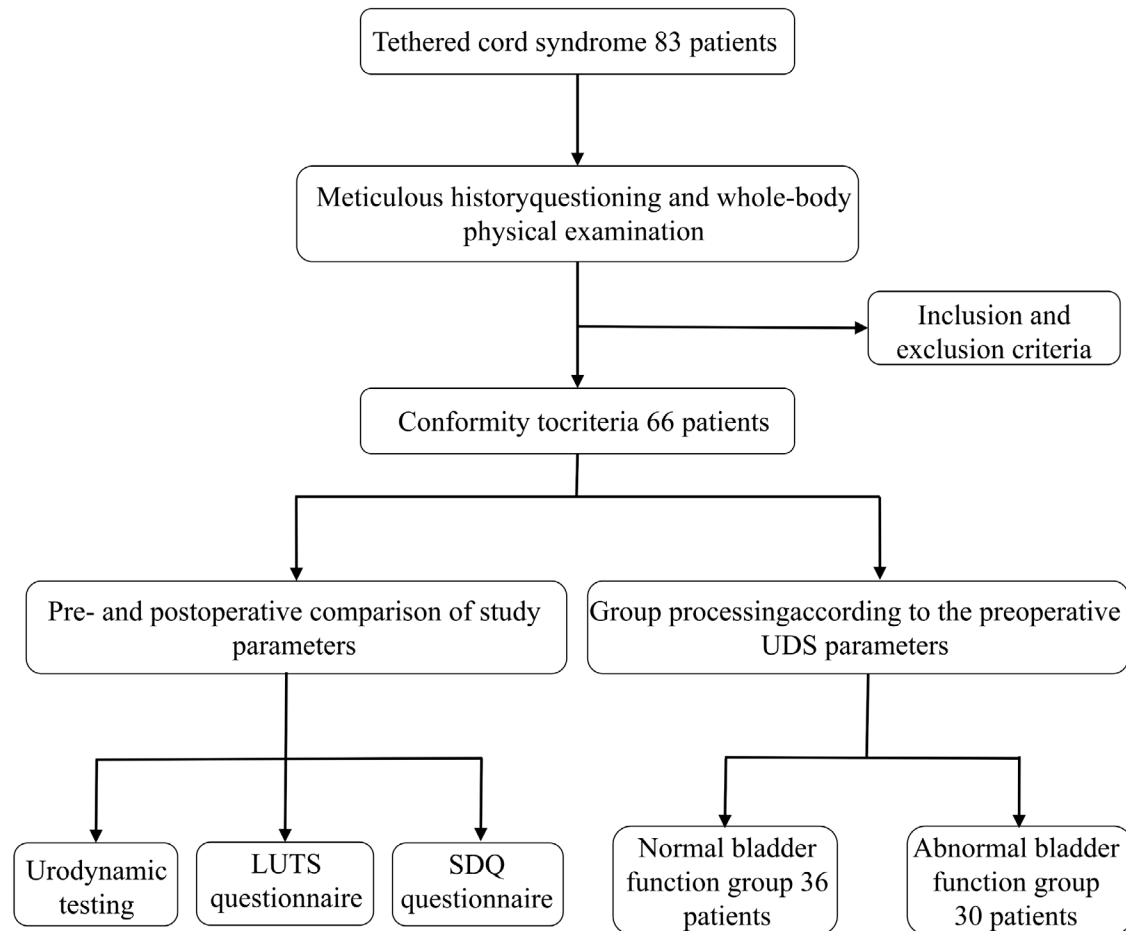 Tethered cord syndrome 83 patients
Meticulous historyquestioning and whole-body
physical examination
Inclusion and
exclusion criteria
Conformity tocriteria 66 patients
Pre- and postoperative comparison of study
parameters
Group processingaccording to the preoperative
UDS parameters
Urodynamic
testing
LUTS
questionnaire
SDQ
questionnaire
Normal bladder
function group 36
patients
Abnormal bladder
function group
30 patients